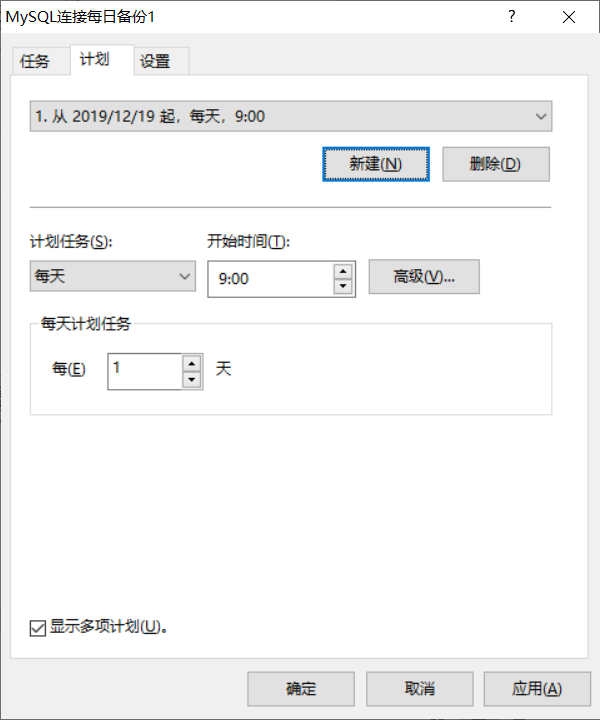 MySQL连接每日备份1
任务 计划 设置
1. 从 2019/12/19 起，每天，9:00
新建(N) 删除(D)
计划任务(S): 开始时间(T):
每天 9:00 高级(V)...
每天计划任务
每(E) 1 天
显示多项计划(U)。
确定 取消 应用(A)